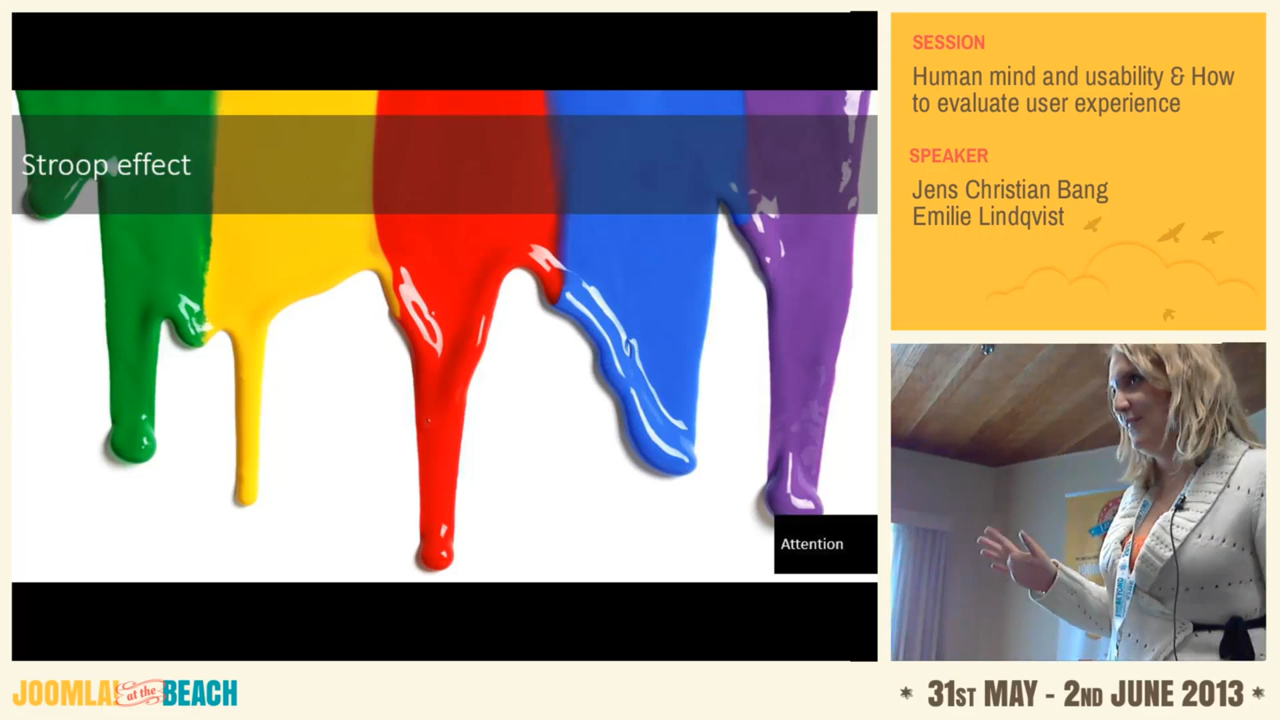 Stroop effect
Attention
SESSION
Human mind and usability & How
to evaluate user experience
SPEAKER
Jens Christian Bang
Emilie Lindqvist
JOOMLA! at the BEACH
* 31ST MAY - 2ND JUNE 2013 *